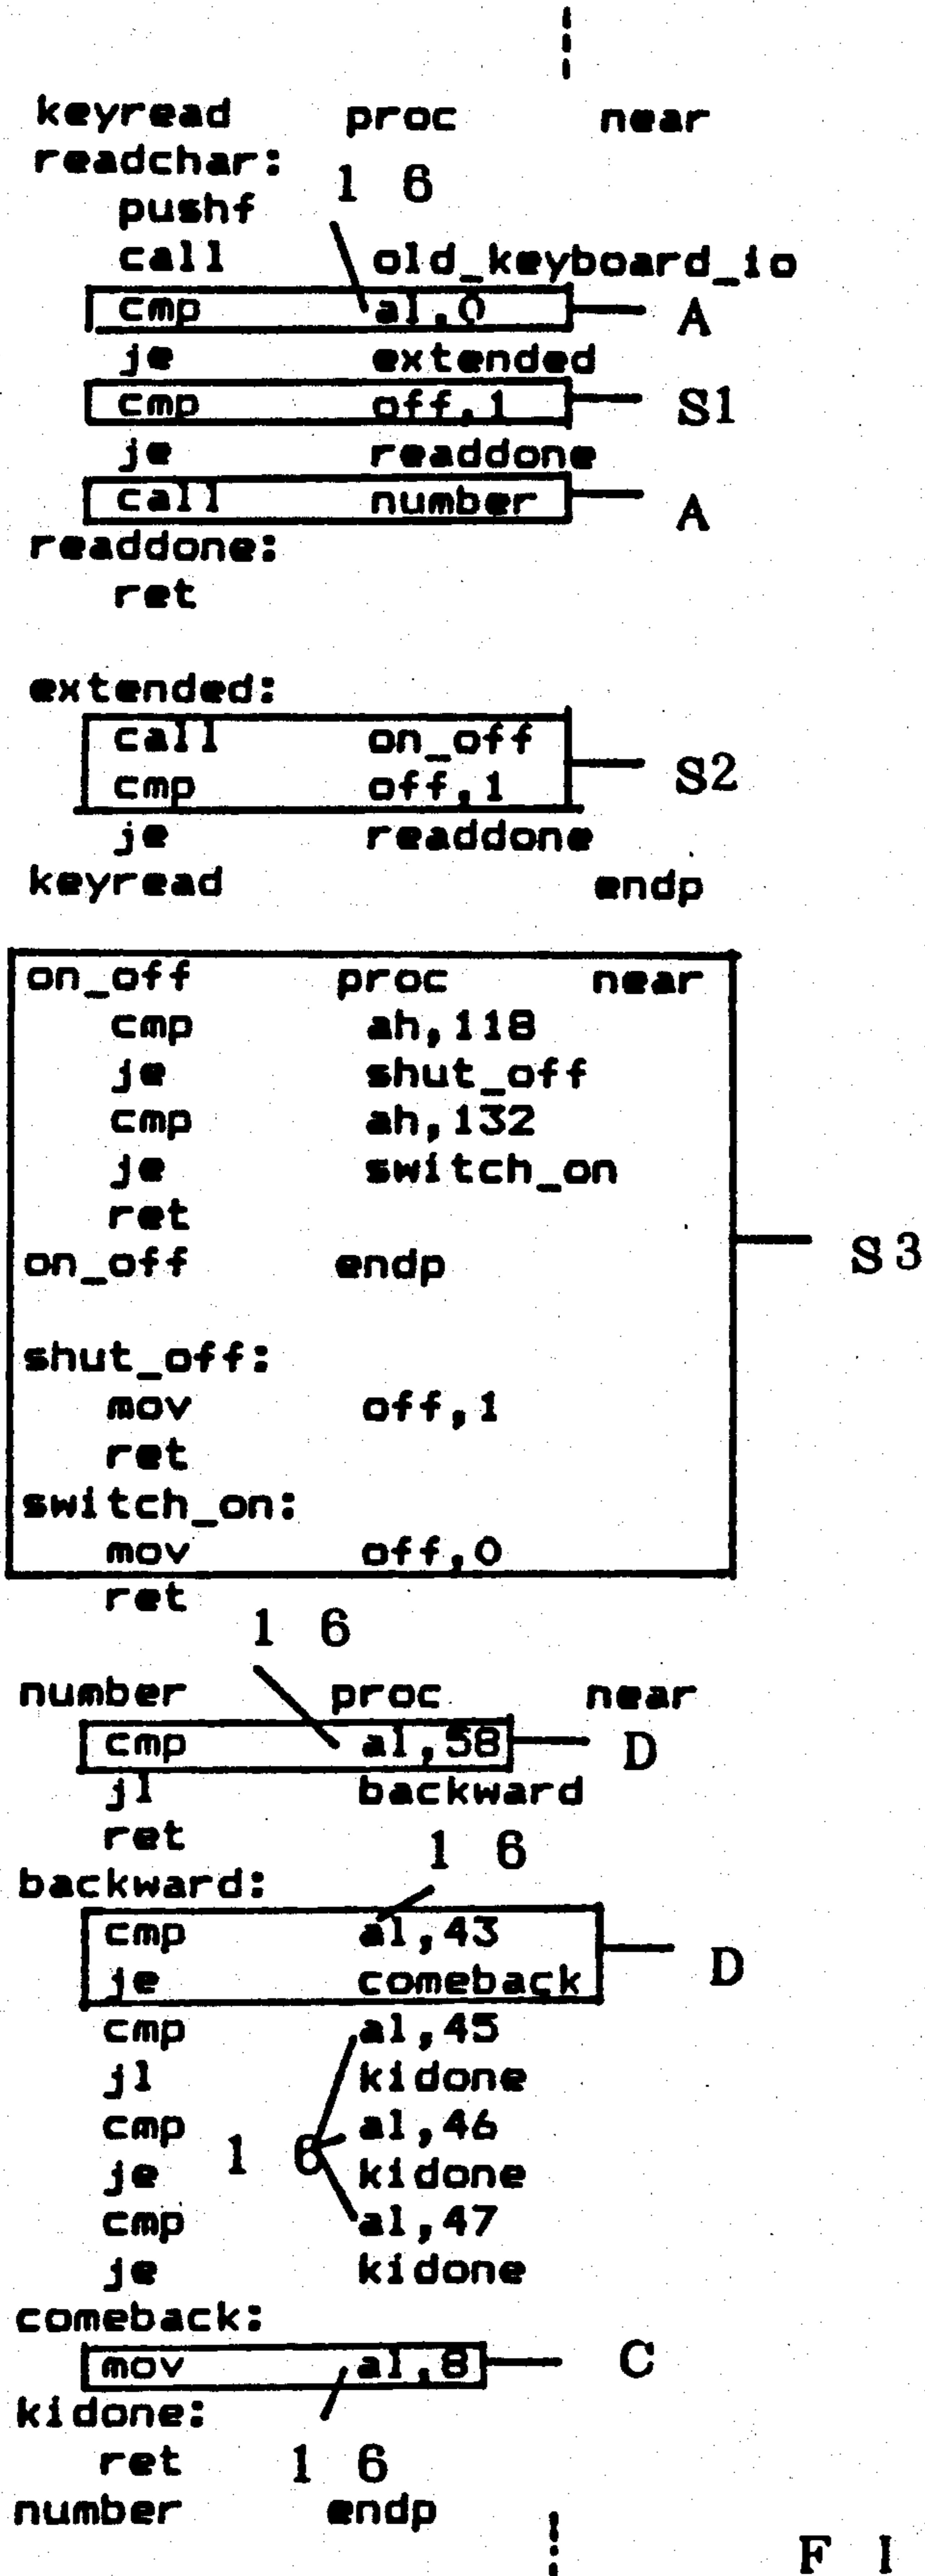 keyread proc near
readchar:
1 6
pushf
call old_keyboard_io
cmp al,0 A
je extended
cmp off,1 S1
je readdone
call number A
readdone:
ret
extended:
call on_off
cmp off,1 S2
je readdone
keyread endp
on_off proc near
cmp ah,118
je shut_off
cmp ah,132
je switch_on
ret
on_off endp S3
shut_off:
mov off,1
ret
switch_on:
mov off,0
ret
1 6
number proc near
cmp al,58 D
jl backward
ret
1 6
backward:
cmp al,43
je comeback D
cmp al,45
jl kidone
cmp al,46
1 6
je kidone
cmp al,47
je kidone
comeback:
mov al,8 C
kidone:
ret 1 6
number endp
F I